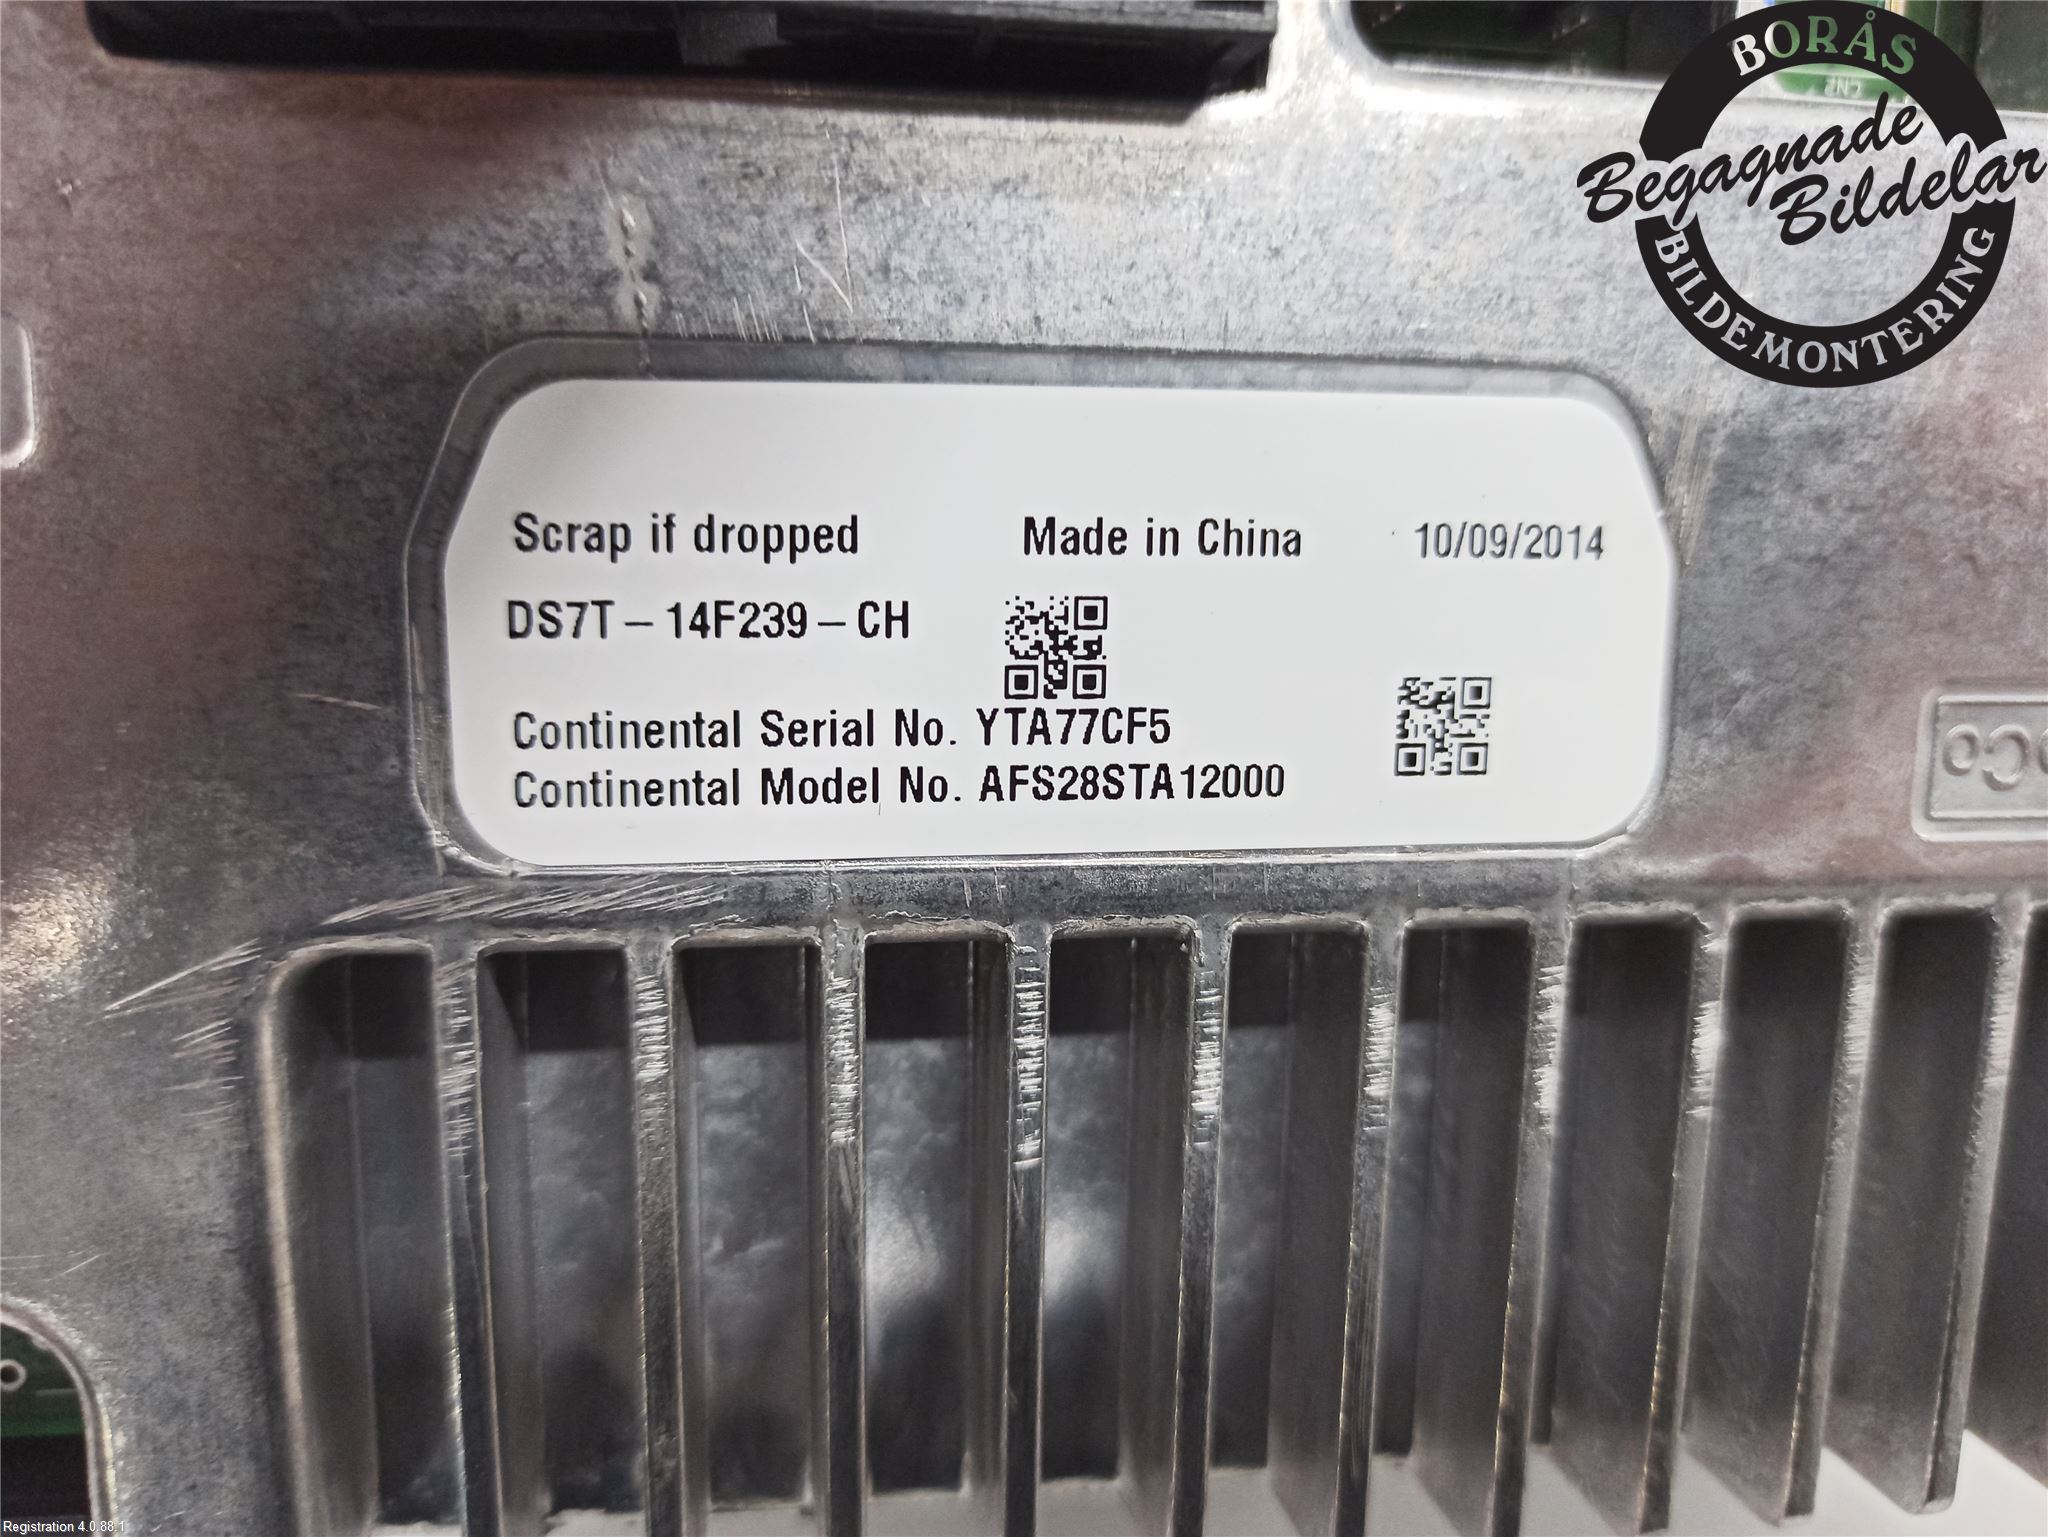 BORÅS
Begagnade
Bildelar
BILDEMONTERING
CN2
Scrap if dropped Made in China 10/09/2014
DS7T – 14F239 – CH
Continental Serial No. YTA77CF5
Continental Model No. AFS28STA12000
Registration 4.0.88.1